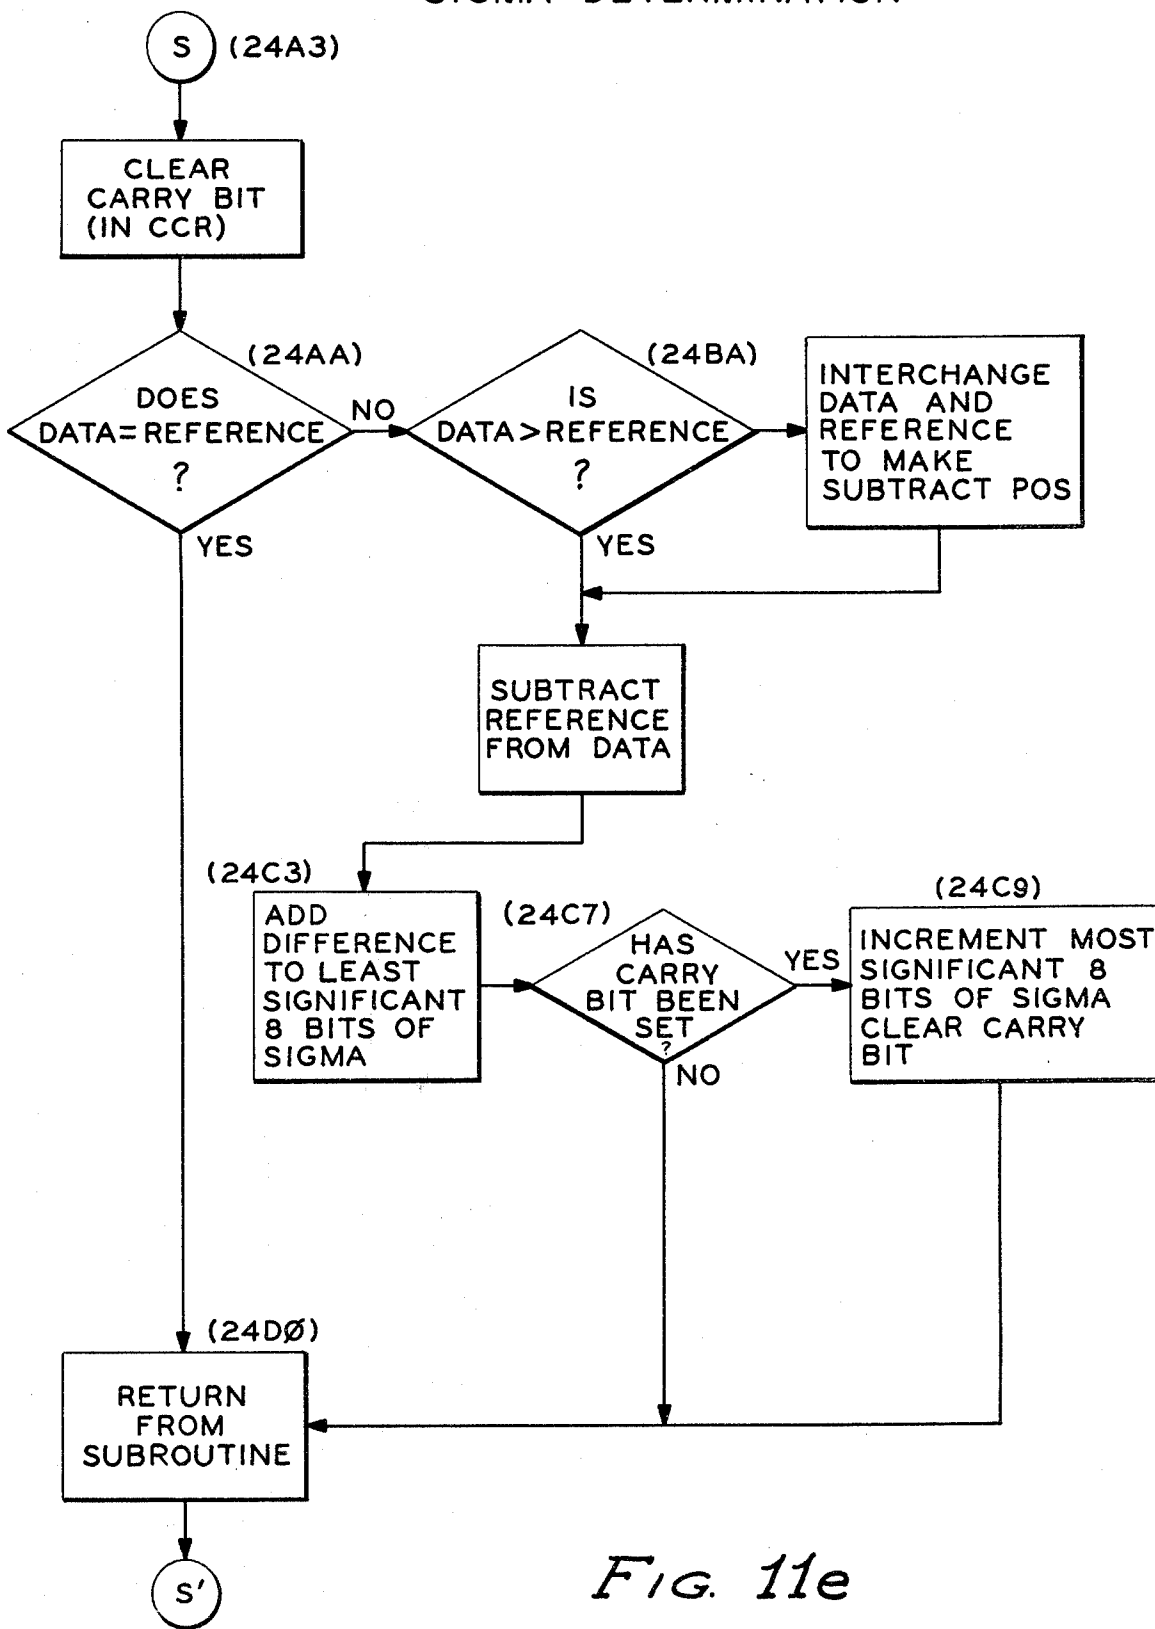 SIGMA DETERMINATION
S (24A3)
CLEAR
CARRY BIT
(IN CCR)
(24AA)
DOES
DATA=REFERENCE
?
NO
YES
(24BA)
IS
DATA>REFERENCE
?
YES
INTERCHANGE
DATA AND
REFERENCE
TO MAKE
SUBTRACT POS
SUBTRACT
REFERENCE
FROM DATA
(24C3)
ADD
DIFFERENCE
TO LEAST
SIGNIFICANT
8 BITS OF
SIGMA
(24C7)
HAS
CARRY
BIT BEEN
SET
?
YES
NO
(24C9)
INCREMENT MOST
SIGNIFICANT 8
BITS OF SIGMA
CLEAR CARRY
BIT
(24DØ)
RETURN
FROM
SUBROUTINE
S'
FIG. 11e